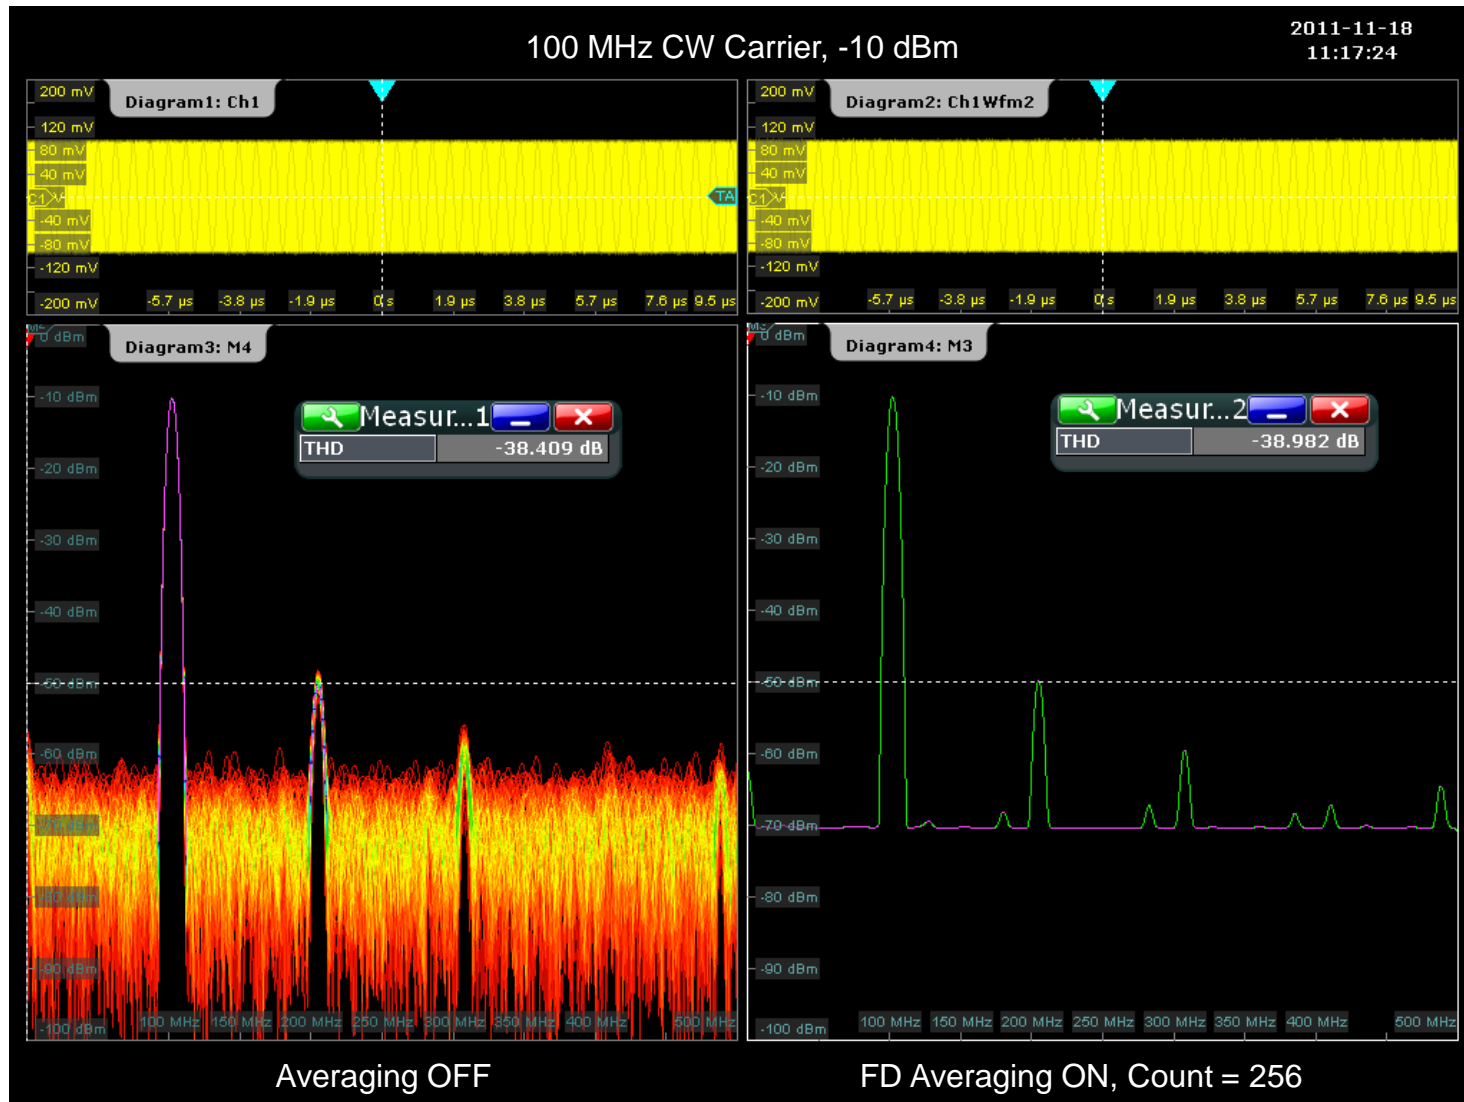 100 MHz CW Carrier, -10 dBm
2011-11-18
11:17:24
Diagram1: Ch1
200 mV
120 mV
80 mV
40 mV
C1
-40 mV
-80 mV
-120 mV
-200 mV
TA
-5.7 µs -3.8 µs -1.9 µs 0 s 1.9 µs 3.8 µs 5.7 µs 7.6 µs 9.5 µs
Diagram2: Ch1Wfm2
200 mV
120 mV
80 mV
40 mV
C1
-40 mV
-80 mV
-120 mV
-200 mV
-5.7 µs -3.8 µs -1.9 µs 0 s 1.9 µs 3.8 µs 5.7 µs 7.6 µs 9.5 µs
Diagram3: M4
0 dBm
-10 dBm
-20 dBm
-30 dBm
-40 dBm
-50 dBm
-60 dBm
-70 dBm
-80 dBm
-90 dBm
-100 dBm
Measur...1
THD -38.409 dB
100 MHz 150 MHz 200 MHz 250 MHz 300 MHz 350 MHz 400 MHz 500 MHz
Diagram4: M3
0 dBm
-10 dBm
-20 dBm
-30 dBm
-40 dBm
-50 dBm
-60 dBm
-70 dBm
-80 dBm
-90 dBm
-100 dBm
Measur...2
THD -38.982 dB
100 MHz 150 MHz 200 MHz 250 MHz 300 MHz 350 MHz 400 MHz 500 MHz
Averaging OFF
FD Averaging ON, Count = 256